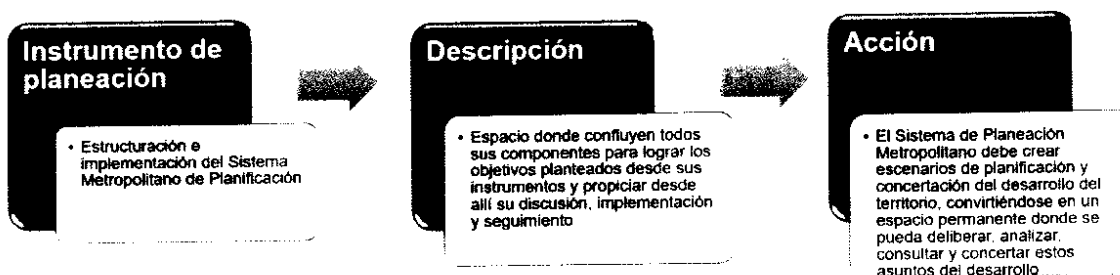 Instrumento de
planeación
• Estructuración e
implementación del Sistema
Metropolitano de Planificación
Descripción
• Espacio donde confluyen todos
sus componentes para lograr los
objetivos planteados desde sus
instrumentos y propiciar desde
allí su discusión, implementación
y seguimiento
Acción
• El Sistema de Planeación
Metropolitano debe crear
escenarios de planificación y
concertación del desarrollo del
territorio, convirtiéndose en un
espacio permanente donde se
pueda deliberar, analizar,
consultar y concertar estos
asuntos del desarrollo